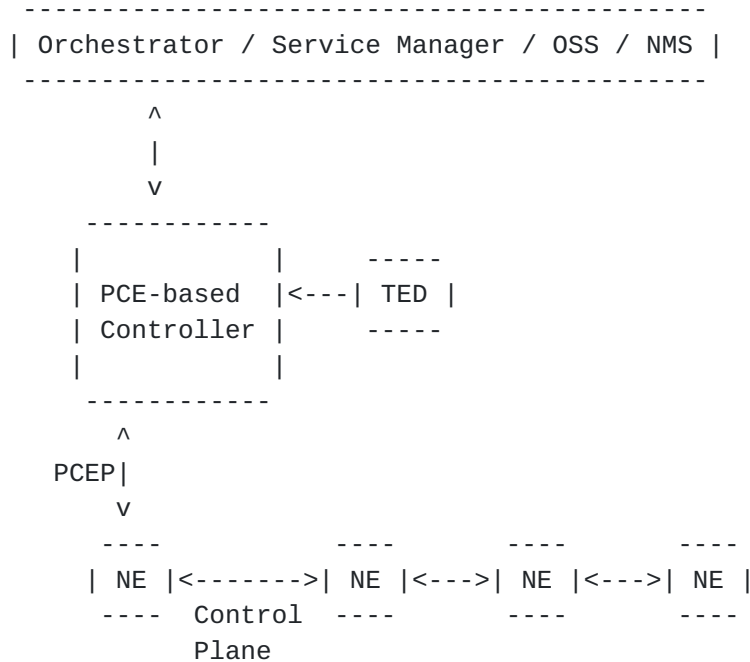 Orchestrator / Service Manager / OSS / NMS
PCE-based <--- TED
Controller
PCEP
NE <-------> NE <---> NE <---> NE
Control
Plane